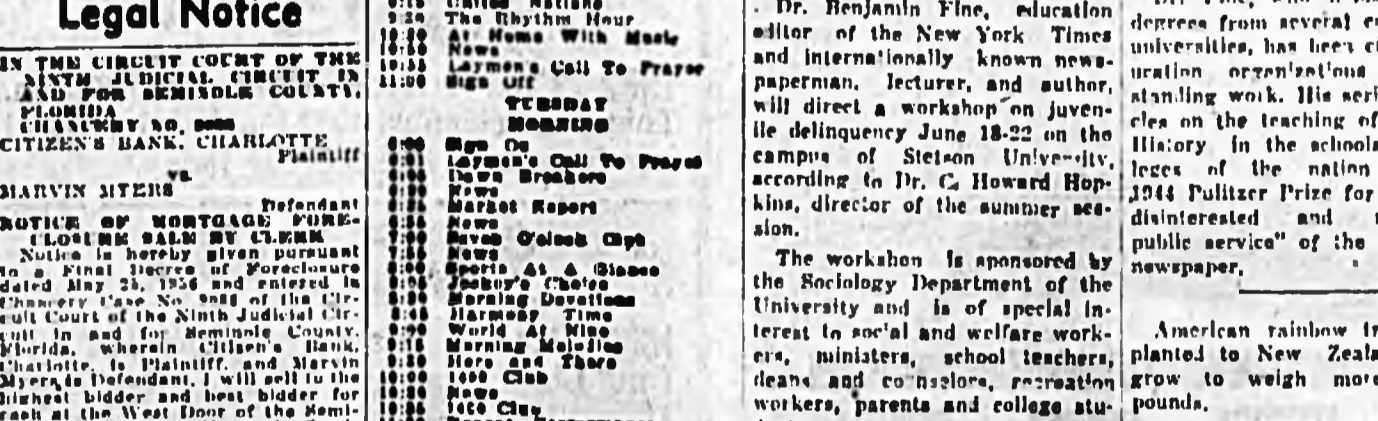 Legal Notice
IN THE CIRCUIT COURT OF THE
NINTH JUDICIAL CIRCUIT IN
AND FOR SEMINOLE COUNTY,
FLORIDA
CHANCERY NO.
CITIZEN'S BANK, CHARLOTTE
Plaintiff
vs.
MARVIN MYERS
Defendant
NOTICE OF MORTGAGE FORE-
CLOSURE SALE BY CLERK
Notice is hereby given pursuant
to a Final Decree of Foreclosure
dated May 25, 1956 and entered in
Chancery Case No. of the Cir-
cuit Court of the Ninth Judicial Cir-
cuit in and for Seminole County,
Florida, wherein Citizen's Bank,
Charlotte, is Plaintiff, and Marvin
Myers is Defendant, I will sell to the
highest bidder and best bidder for
cash at the West Door of the Semi-
United Nations
The Rhythm Hour
At Home With Music
News
Laymen's Call To Prayer
11:00 Sign Off
TUESDAY
MORNING
Sign On
Laymen's Call To Prayer
Dawn Breakers
News
Market Report
News
Seven O'clock Club
News
Sports At A Glance
Jockey's Choice
Morning Devotions
8:45 Harmony Time
World At Nine
9:15 Morning Melodies
Here and There
10:00 1400 Club
News
1400 Club
Dr. Benjamin Fine, education
editor of the New York Times
and internationally known news-
paperman, lecturer, and author,
will direct a workshop on juven-
ile delinquency June 18-22 on the
campus of Stetson University,
according to Dr. C. Howard Hop-
kins, director of the summer ses-
sion.
The workshop is sponsored by
the Sociology Department of the
University and is of special in-
terest to social and welfare work-
ers, ministers, school teachers,
deans and counselors, recreation
workers, parents and college stu-
degrees from several
universities, has been
organizations
standing work. His
cles on the teaching of
History in the schools
leges of the nation
1944 Pulitzer Prize for
disinterested and
public service" of the
newspaper.
American rainbow
planted to New
grow to weigh more
pounds.